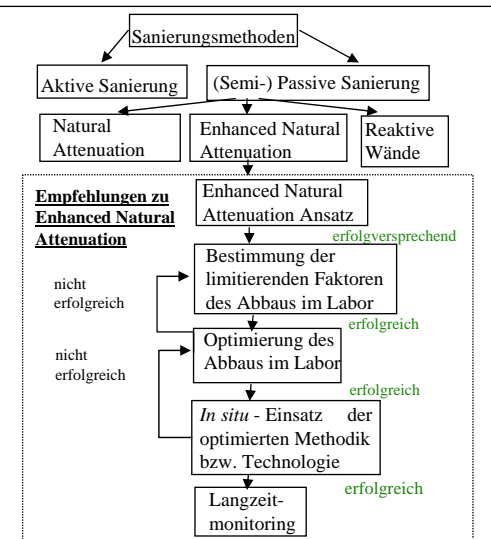 Sanierungsmethoden
Aktive Sanierung
(Semi-) Passive Sanierung
Natural
Attenuation
Enhanced Natural
Attenuation
Reaktive
Wände
Empfehlungen zu
Enhanced Natural
Attenuation
Enhanced Natural
Attenuation Ansatz
erfolgversprechend
Bestimmung der
limitierenden Faktoren
des Abbaus im Labor
nicht
erfolgreich
erfolgreich
Optimierung des
Abbaus im Labor
nicht
erfolgreich
erfolgreich
In situ - Einsatz der
optimierten Methodik
bzw. Technologie
erfolgreich
Langzeit-
monitoring